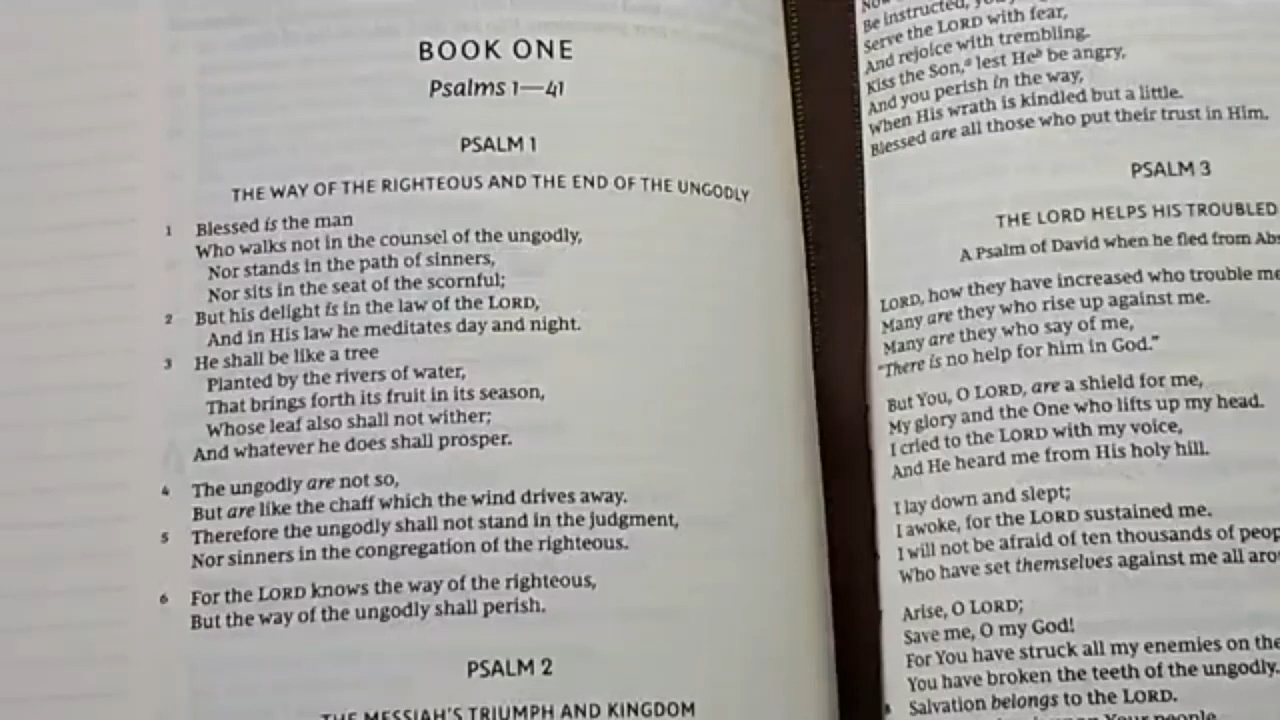 BOOK ONE
Psalms 1—41
PSALM 1
THE WAY OF THE RIGHTEOUS AND THE END OF THE UNGODLY
1 Blessed is the man
Who walks not in the counsel of the ungodly,
Nor stands in the path of sinners,
Nor sits in the seat of the scornful;
2 But his delight is in the law of the LORD,
And in His law he meditates day and night.
3 He shall be like a tree
Planted by the rivers of water,
That brings forth its fruit in its season,
Whose leaf also shall not wither;
And whatever he does shall prosper.
4 The ungodly are not so,
But are like the chaff which the wind drives away.
5 Therefore the ungodly shall not stand in the judgment,
Nor sinners in the congregation of the righteous.
6 For the LORD knows the way of the righteous,
But the way of the ungodly shall perish.
PSALM 2
THE MESSIAH'S TRIUMPH AND KINGDOM
Be instructed,
Serve the LORD with fear,
And rejoice with trembling.
Kiss the Son,a lest Heb be angry,
And you perish in the way,
When His wrath is kindled but a little.
Blessed are all those who put their trust in Him.
PSALM 3
THE LORD HELPS HIS TROUBLED
A Psalm of David when he fled from Abs
LORD, how they have increased who trouble me
Many are they who rise up against me.
Many are they who say of me,
“There is no help for him in God.”
But You, O LORD, are a shield for me,
My glory and the One who lifts up my head.
I cried to the LORD with my voice,
And He heard me from His holy hill.
I lay down and slept;
I awoke, for the LORD sustained me.
I will not be afraid of ten thousands of peop
Who have set themselves against me all aro
Arise, O LORD;
Save me, O my God!
For You have struck all my enemies on the
You have broken the teeth of the ungodly.
Salvation belongs to the LORD.
Your people.